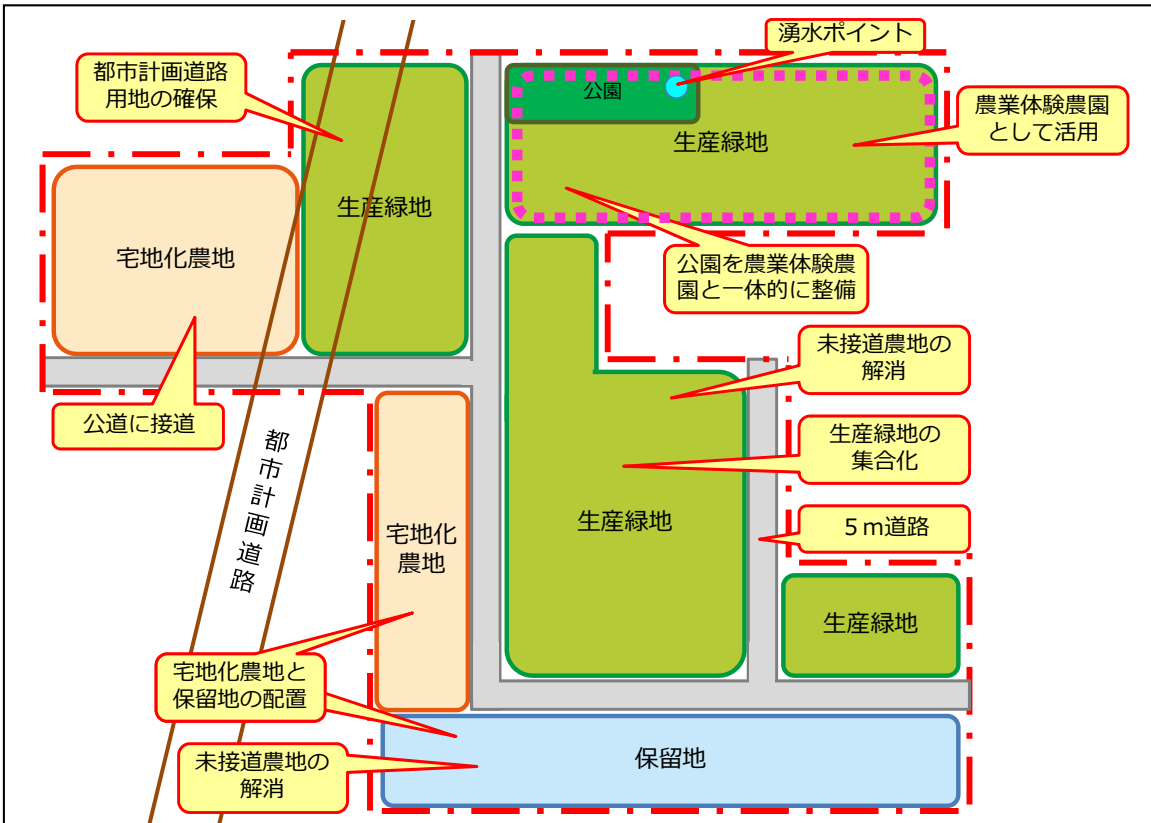 湧水ポイント
都市計画道路
用地の確保
公園
農業体験農園
として活用
生産緑地
生産緑地
宅地化農地
公園を農業体験農
園と一体的に整備
未接道農地の
解消
公道に接道
都市計画道路
生産緑地の
集合化
生産緑地
5m道路
宅地化
農地
生産緑地
宅地化農地と
保留地の配置
未接道農地の
解消
保留地